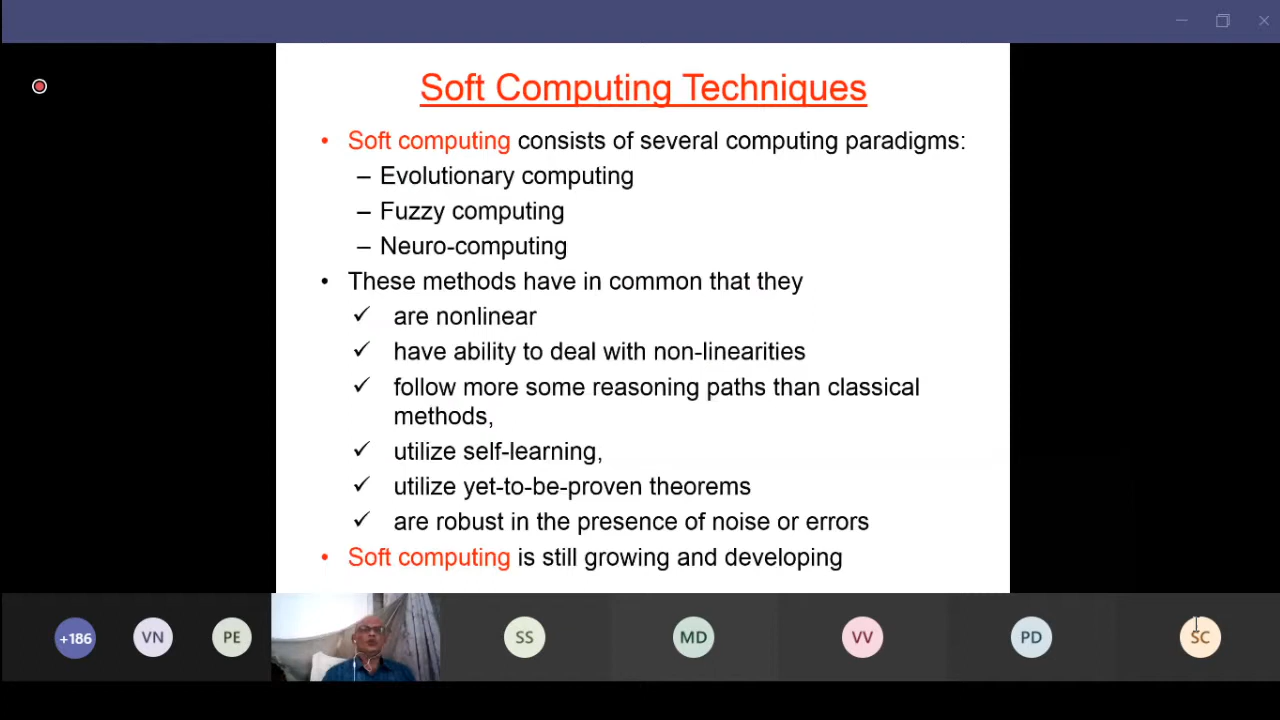 Soft Computing Techniques
• Soft computing consists of several computing paradigms:
– Evolutionary computing
– Fuzzy computing
– Neuro-computing
• These methods have in common that they
✓ are nonlinear
✓ have ability to deal with non-linearities
✓ follow more some reasoning paths than classical
methods,
✓ utilize self-learning,
✓ utilize yet-to-be-proven theorems
✓ are robust in the presence of noise or errors
• Soft computing is still growing and developing
+186 VN PE SS MD VV PD SC